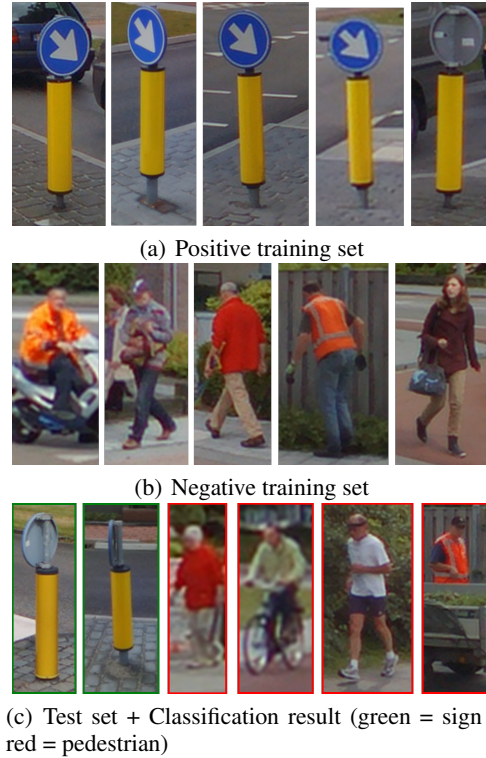 (a) Positive training set
(b) Negative training set
(c) Test set + Classification result (green = sign
red = pedestrian)